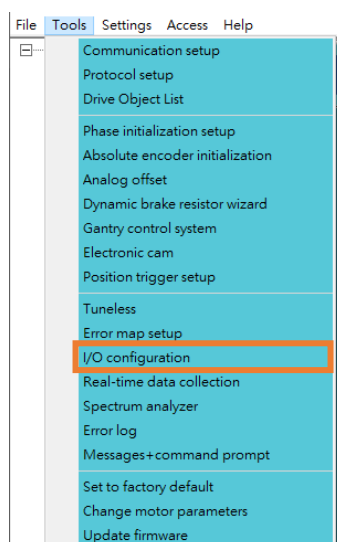 File Tools Settings Access Help
Communication setup
Protocol setup
Drive Object List
Phase initialization setup
Absolute encoder initialization
Analog offset
Dynamic brake resistor wizard
Gantry control system
Electronic cam
Position trigger setup
Tuneless
Error map setup
I/O configuration
Real-time data collection
Spectrum analyzer
Error log
Messages+command prompt
Set to factory default
Change motor parameters
Update firmware